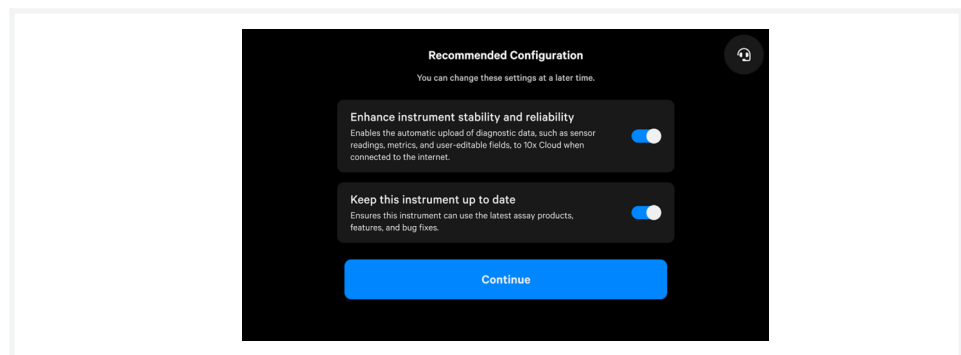 Recommended Configuration
You can change these settings at a later time.
Enhance instrument stability and reliability
Enables the automatic upload of diagnostic data, such as sensor
readings, metrics, and user-editable fields, to 10x Cloud when
connected to the internet.
Keep this instrument up to date
Ensures this instrument can use the latest assay products,
features, and bug fixes.
Continue